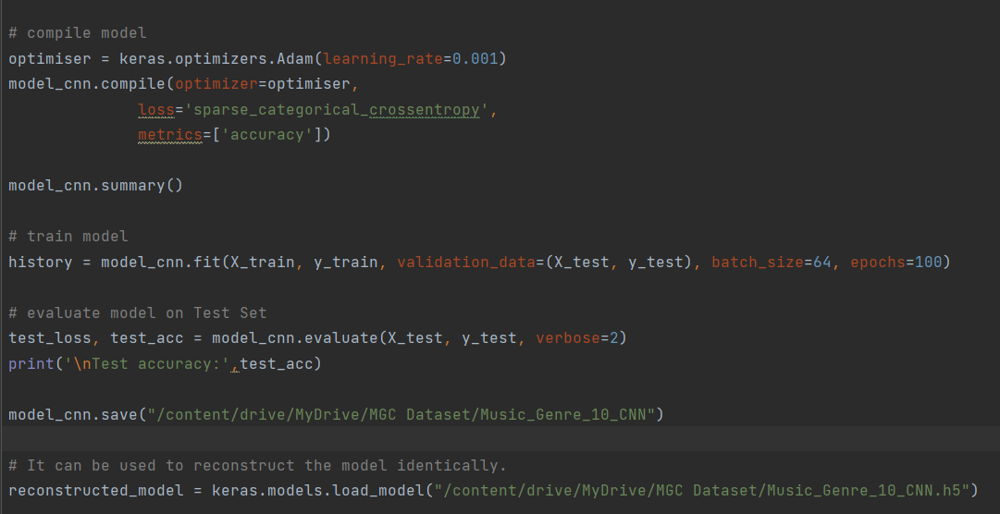 # compile model
optimiser = keras.optimizers.Adam(learning_rate=0.001)
model_cnn.compile(optimizer=optimiser,
                  loss='sparse_categorical_crossentropy',
                  metrics=['accuracy'])
model_cnn.summary()
# train model
history = model_cnn.fit(X_train, y_train, validation_data=(X_test, y_test), batch_size=64, epochs=100)
# evaluate model on Test Set
test_loss, test_acc = model_cnn.evaluate(X_test, y_test, verbose=2)
print('\nTest accuracy:',test_acc)
model_cnn.save("/content/drive/MyDrive/MGC Dataset/Music_Genre_10_CNN")
# It can be used to reconstruct the model identically.
reconstructed_model = keras.models.load_model("/content/drive/MyDrive/MGC Dataset/Music_Genre_10_CNN.h5")